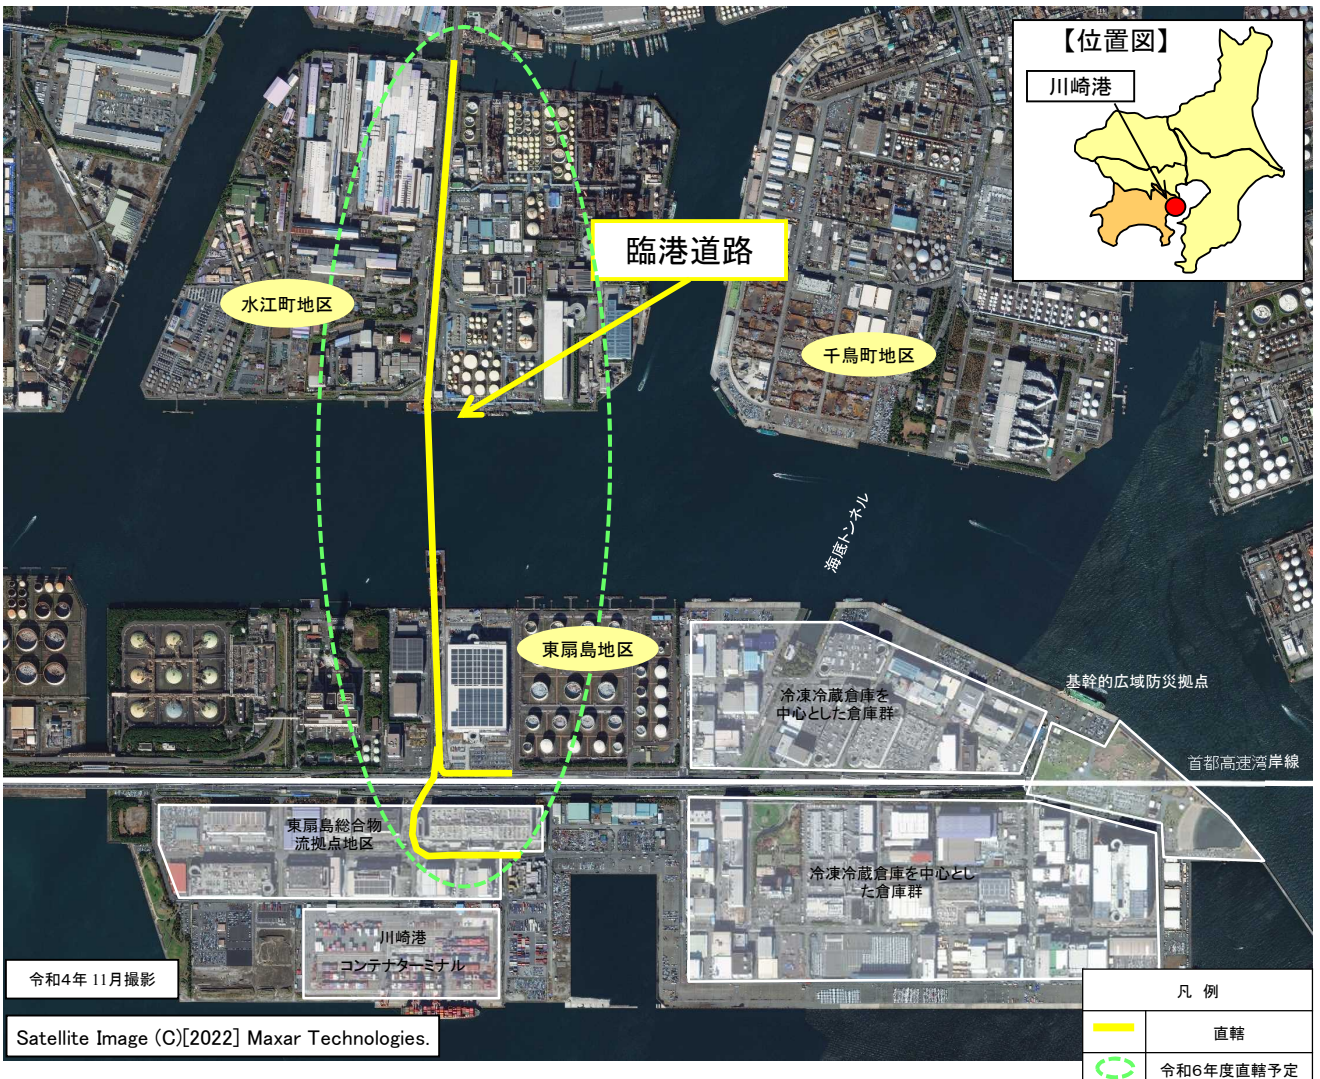 【位置図】
川崎港
臨港道路
水江町地区
千鳥町地区
海底トンネル
東扇島地区
冷凍冷蔵倉庫を
中心とした倉庫群
基幹的広域防災拠点
首都高速湾岸線
東扇島総合物
流拠点地区
冷凍冷蔵倉庫を中心とし
た倉庫群
川崎港
コンテナターミナル
令和4年 11月撮影
Satellite Image (C)[2022] Maxar Technologies.
凡 例
直轄
令和6年度直轄予定